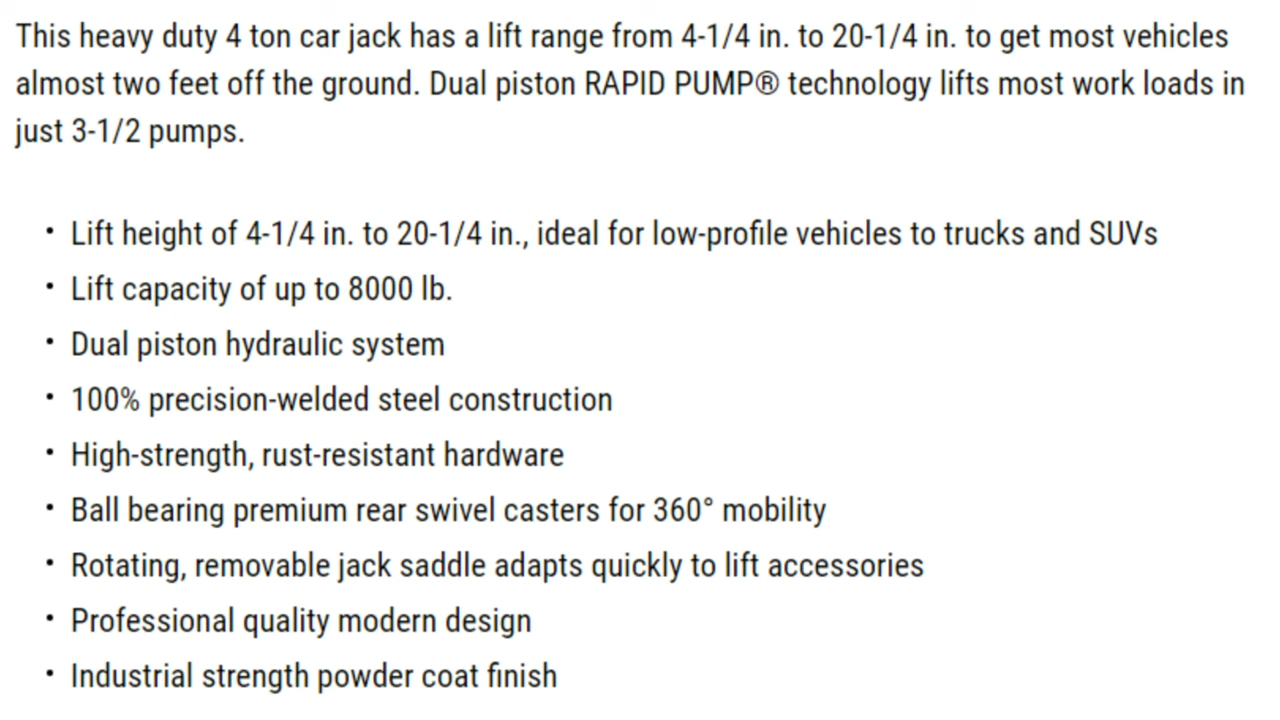 This heavy duty 4 ton car jack has a lift range from 4-1/4 in. to 20-1/4 in. to get most vehicles
almost two feet off the ground. Dual piston RAPID PUMP® technology lifts most work loads in
just 3-1/2 pumps.
• Lift height of 4-1/4 in. to 20-1/4 in., ideal for low-profile vehicles to trucks and SUVs
• Lift capacity of up to 8000 lb.
• Dual piston hydraulic system
• 100% precision-welded steel construction
• High-strength, rust-resistant hardware
• Ball bearing premium rear swivel casters for 360° mobility
• Rotating, removable jack saddle adapts quickly to lift accessories
• Professional quality modern design
• Industrial strength powder coat finish